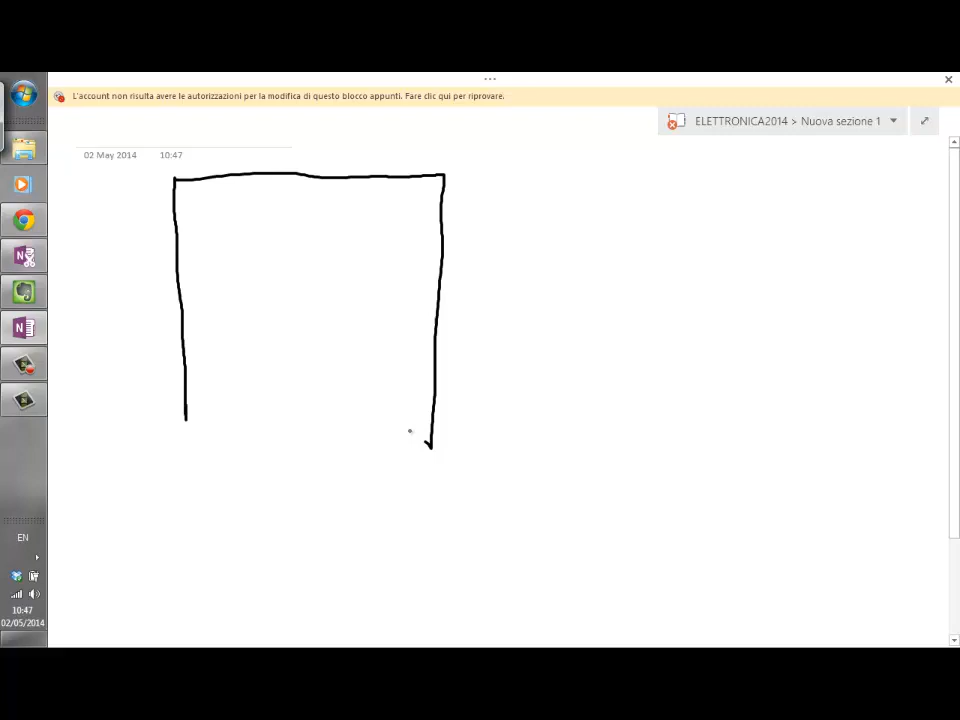 L'account non risulta avere le autorizzazioni per la modifica di questo blocco appunti. Fare clic qui per riprovare.
ELETTRONICA2014 > Nuova sezione 1
02 May 2014 10:47
EN
10:47
02/05/2014